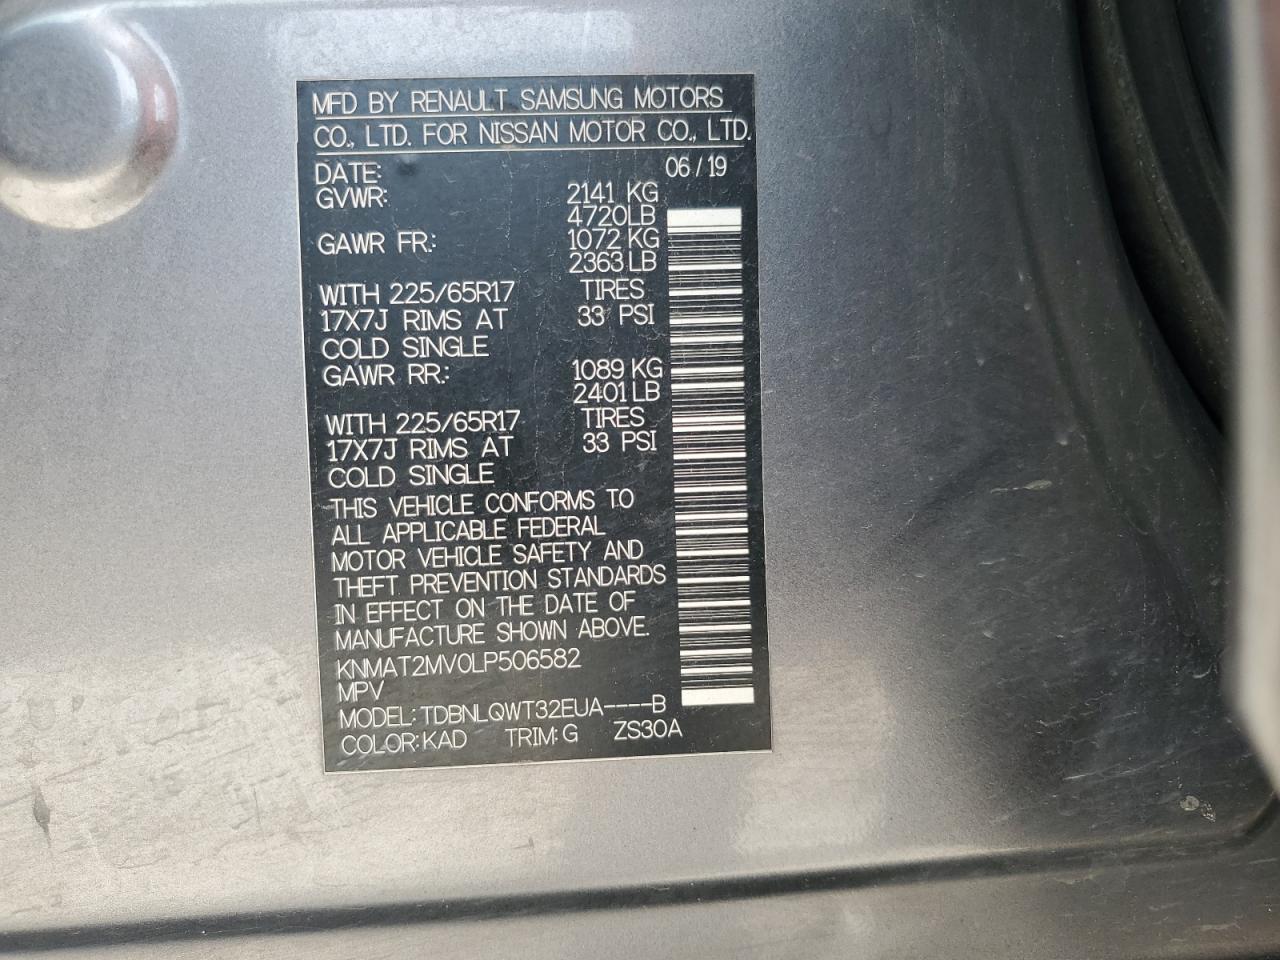 MFD BY RENAULT SAMSUNG MOTORS
CO., LTD. FOR NISSAN MOTOR CO., LTD.
DATE: 06/19
GVWR: 2141 KG
4720LB
GAWR FR.: 1072 KG
2363LB
WITH 225/65R17 TIRES
17X7J RIMS AT 33 PSI
COLD SINGLE
GAWR RR.: 1089 KG
2401LB
WITH 225/65R17 TIRES
17X7J RIMS AT 33 PSI
COLD SINGLE
THIS VEHICLE CONFORMS TO
ALL APPLICABLE FEDERAL
MOTOR VEHICLE SAFETY AND
THEFT PREVENTION STANDARDS
IN EFFECT ON THE DATE OF
MANUFACTURE SHOWN ABOVE.
KNMAT2MV0LP506582
MPV
MODEL: TDBNLQWT32EUA----B
COLOR:KAD TRIM:G ZS30A